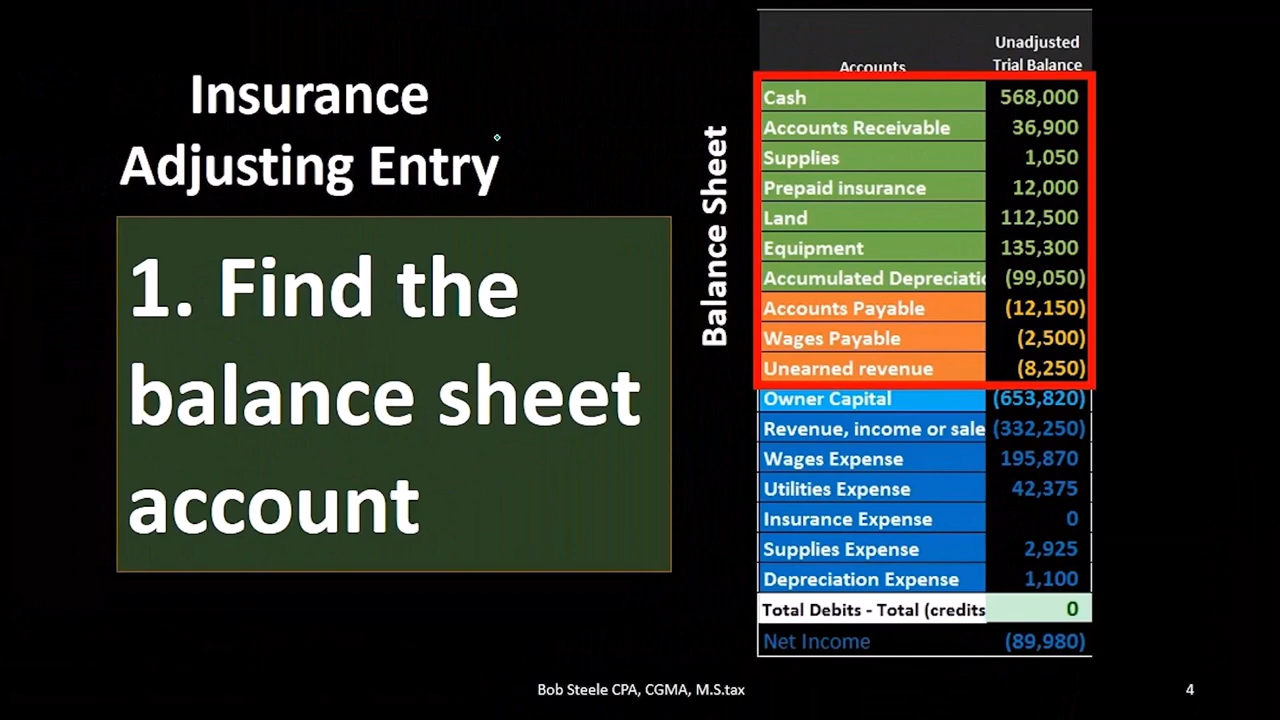 Insurance
Adjusting Entry
1. Find the
balance sheet
account
Balance Sheet
Unadjusted
Accounts Trial Balance
Cash 568,000
Accounts Receivable 36,900
Supplies 1,050
Prepaid insurance 12,000
Land 112,500
Equipment 135,300
Accumulated Depreciatio (99,050)
Accounts Payable (12,150)
Wages Payable (2,500)
Unearned revenue (8,250)
Owner Capital (653,820)
Revenue, income or sale (332,250)
Wages Expense 195,870
Utilities Expense 42,375
Insurance Expense 0
Supplies Expense 2,925
Depreciation Expense 1,100
Total Debits - Total (credits 0
Net Income (89,980)
Bob Steele CPA, CGMA, M.S.tax 4